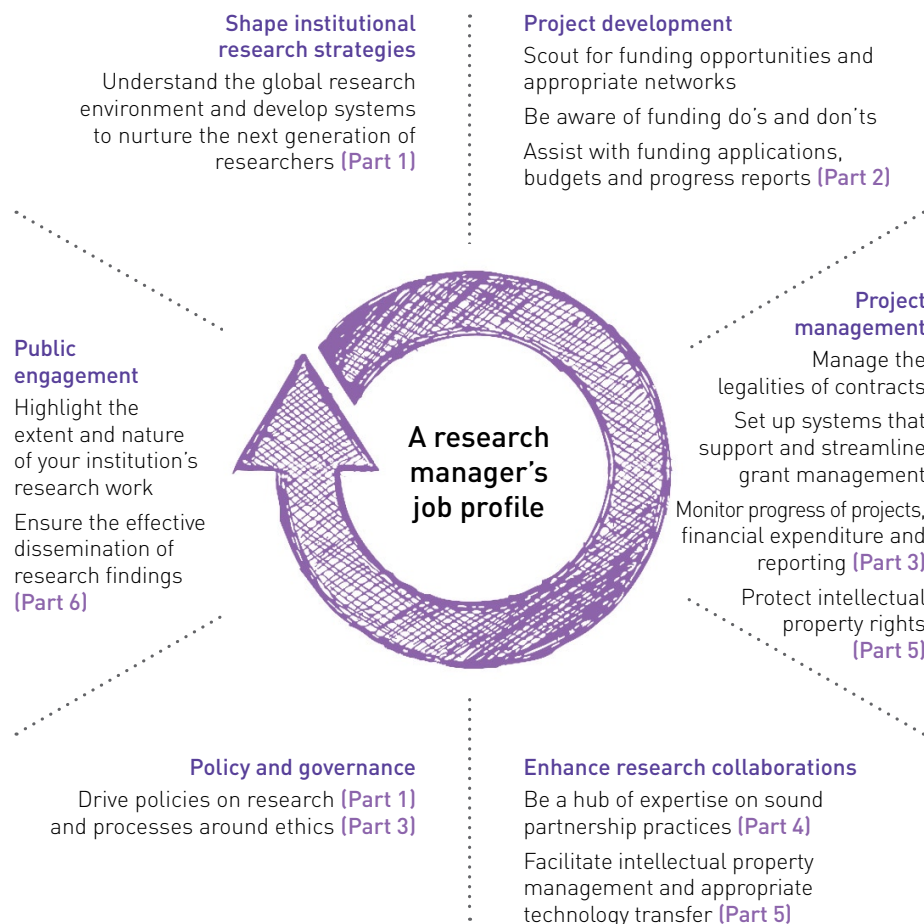 Shape institutional
research strategies
Understand the global research
environment and develop systems
to nurture the next generation of
researchers (Part 1)
Project development
Scout for funding opportunities and
appropriate networks
Be aware of funding do’s and don’ts
Assist with funding applications,
budgets and progress reports (Part 2)
Project
management
Manage the
legalities of contracts
Set up systems that
support and streamline
grant management
Monitor progress of projects,
financial expenditure and
reporting (Part 3)
Protect intellectual
property rights
(Part 5)
Public
engagement
Highlight the
extent and nature
of your institution’s
research work
Ensure the effective
dissemination of
research findings
(Part 6)
A research
manager’s
job profile
Policy and governance
Drive policies on research (Part 1)
and processes around ethics (Part 3)
Enhance research collaborations
Be a hub of expertise on sound
partnership practices (Part 4)
Facilitate intellectual property
management and appropriate
technology transfer (Part 5)